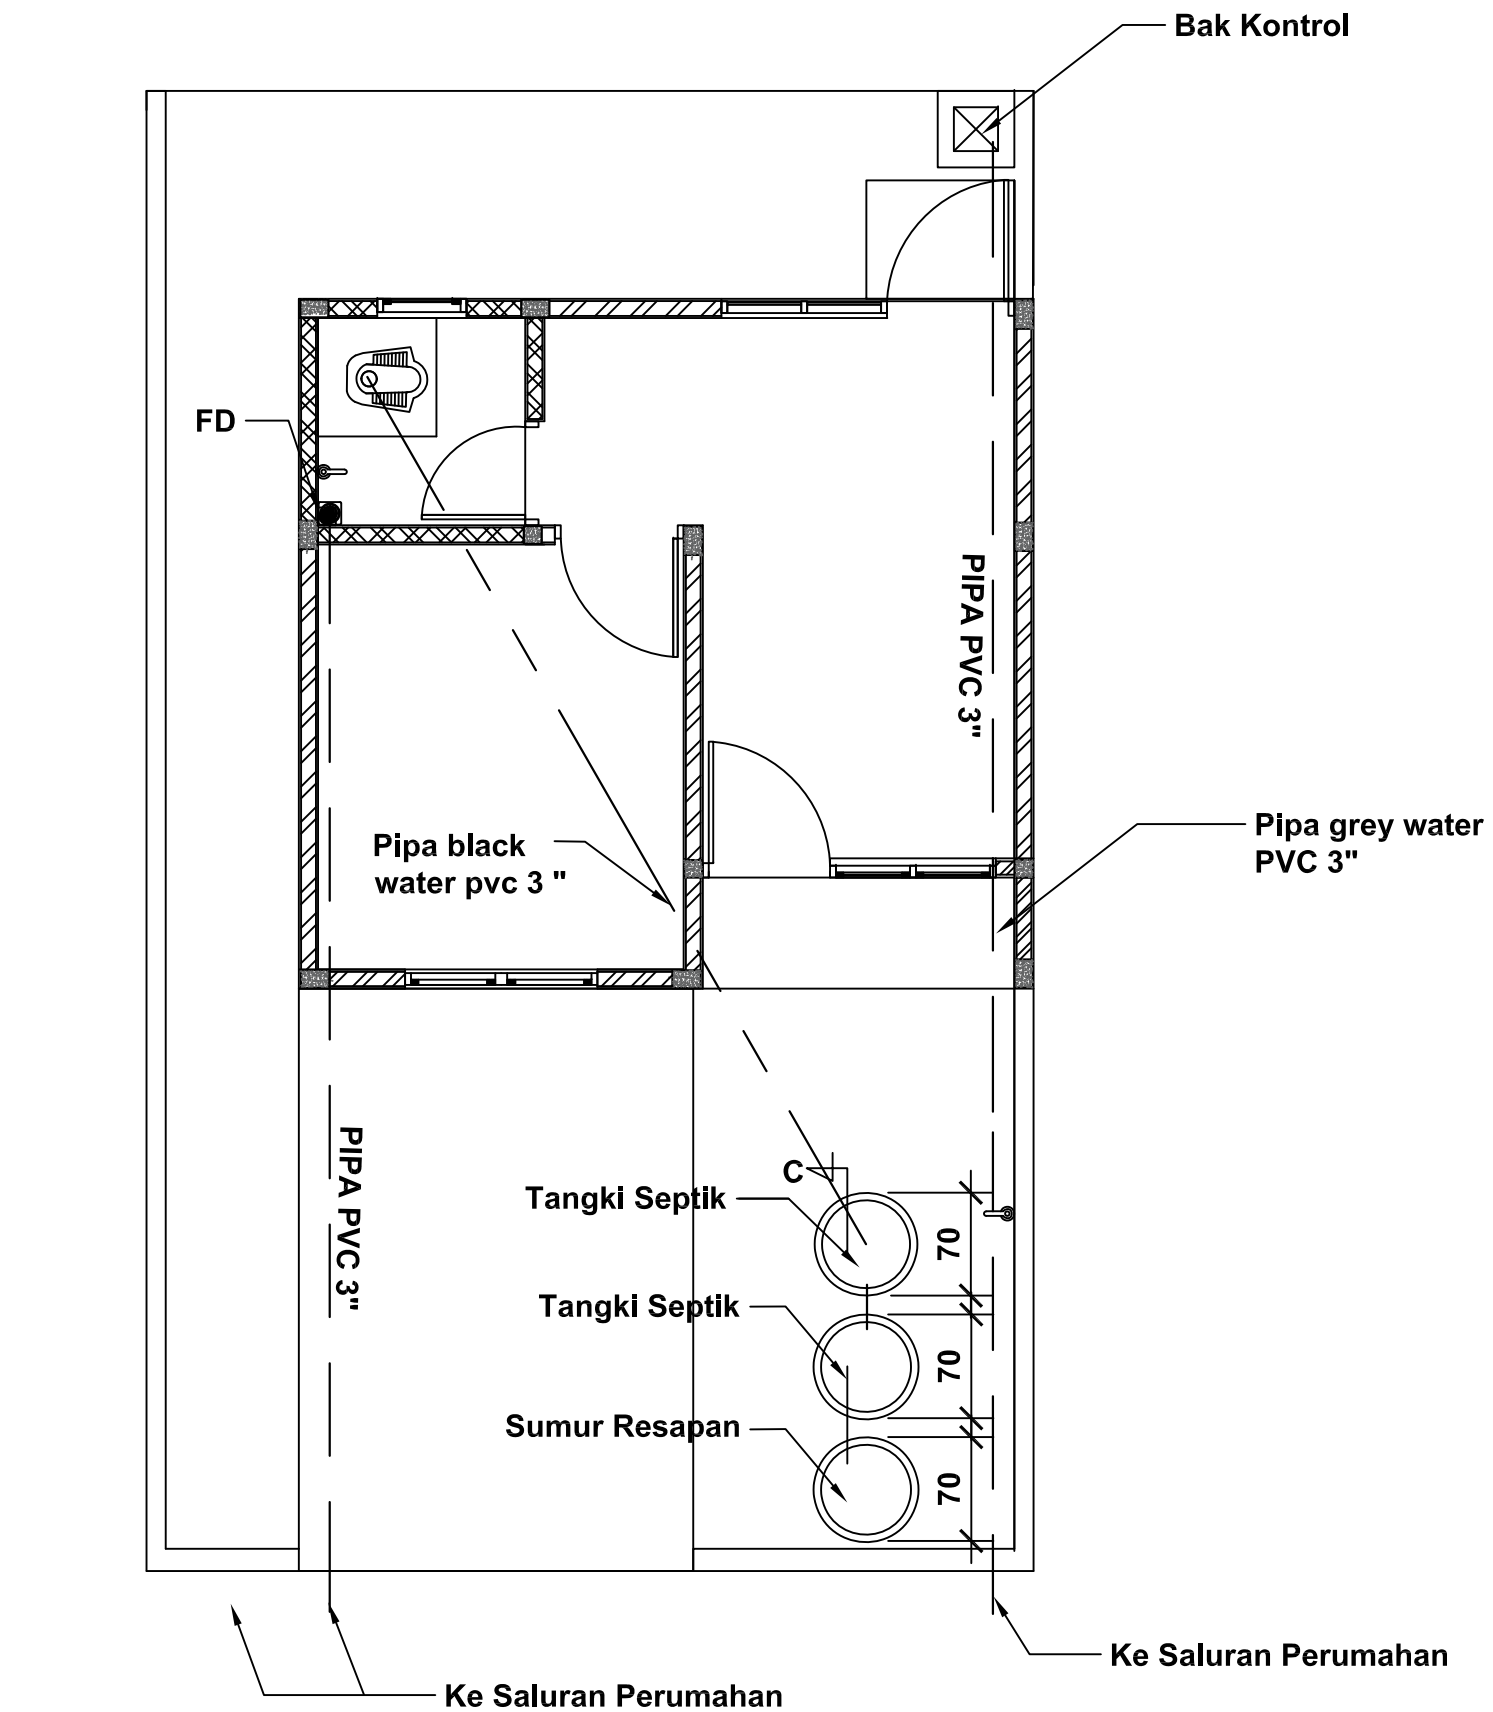 Bak Kontrol
FD
PIPA PVC 3"
Pipa grey water
PVC 3"
Pipa black
water pvc 3 "
PIPA PVC 3"
C
Tangki Septik
70
Tangki Septik
70
Sumur Resapan
70
Ke Saluran Perumahan
Ke Saluran Perumahan